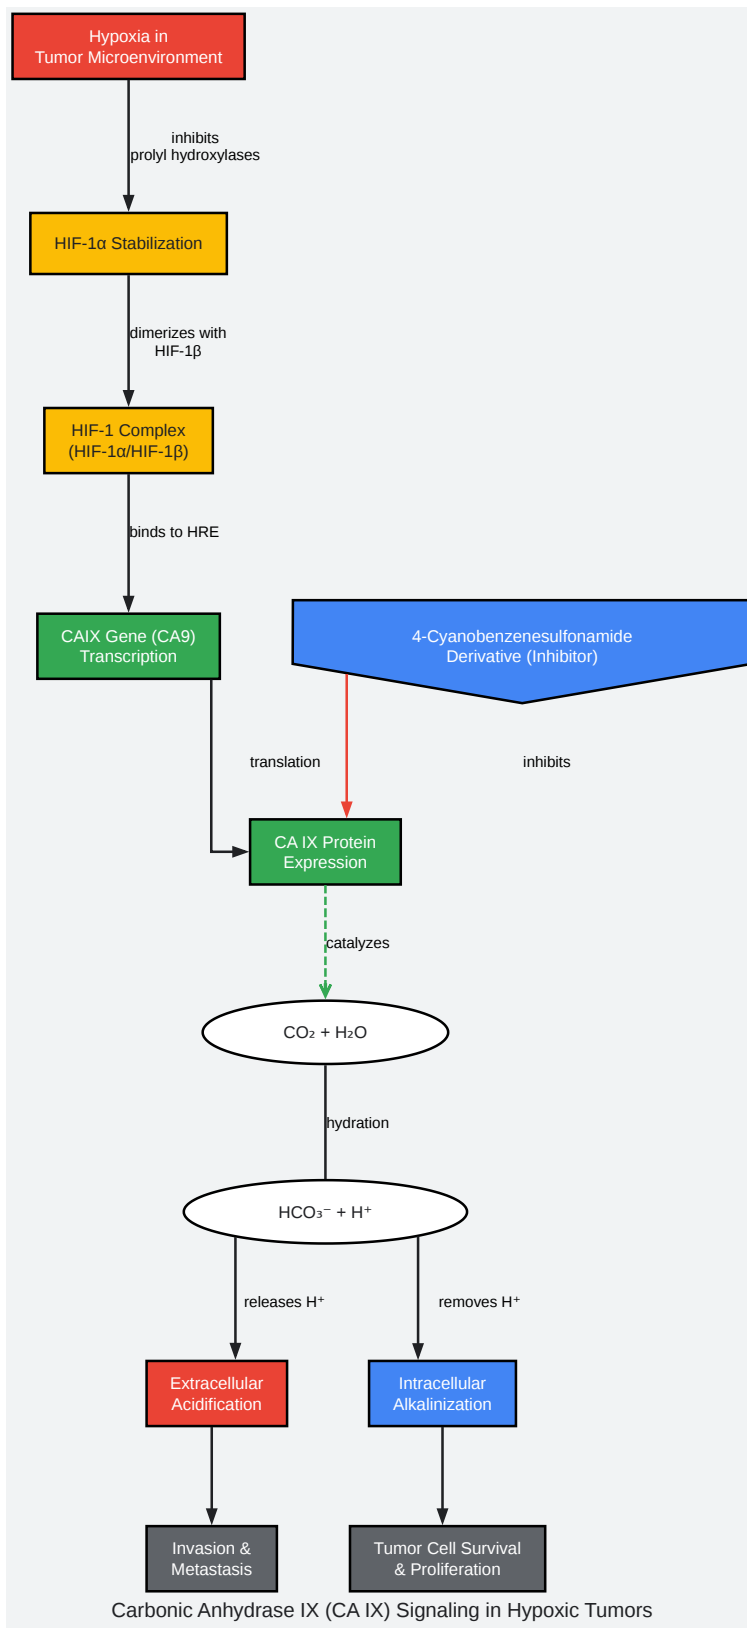 Hypoxia in
Tumor Microenvironment
inhibits
prolyl hydroxylases
HIF-1α Stabilization
dimerizes with
HIF-1β
HIF-1 Complex
(HIF-1α/HIF-1β)
binds to HRE
CAIX Gene (CA9)
Transcription
4-Cyanobenzenesulfonamide
Derivative (Inhibitor)
translation
inhibits
CA IX Protein
Expression
catalyzes
CO₂ + H₂O
hydration
HCO₃⁻ + H⁺
releases H⁺
removes H⁺
Extracellular
Acidification
Intracellular
Alkalinization
Invasion &
Metastasis
Tumor Cell Survival
& Proliferation
Carbonic Anhydrase IX (CA IX) Signaling in Hypoxic Tumors